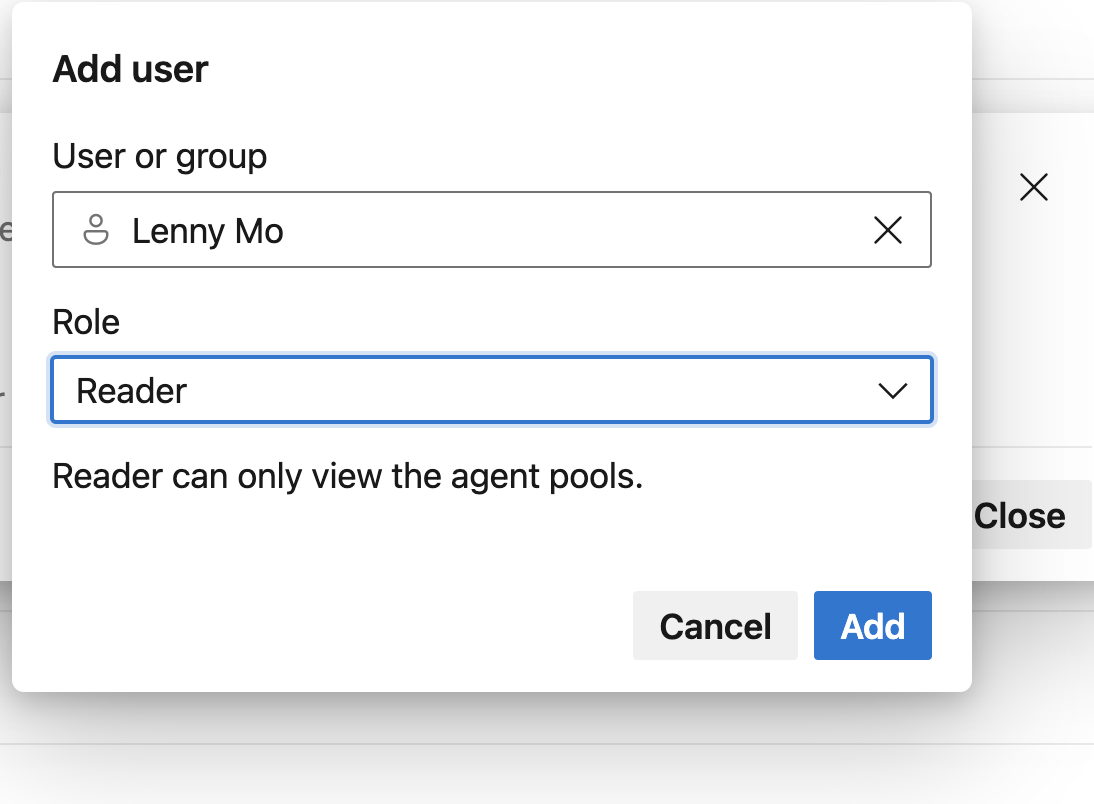 Add user
User or group
Lenny Mo
Role
Reader
Reader can only view the agent pools.
Close
Cancel
Add